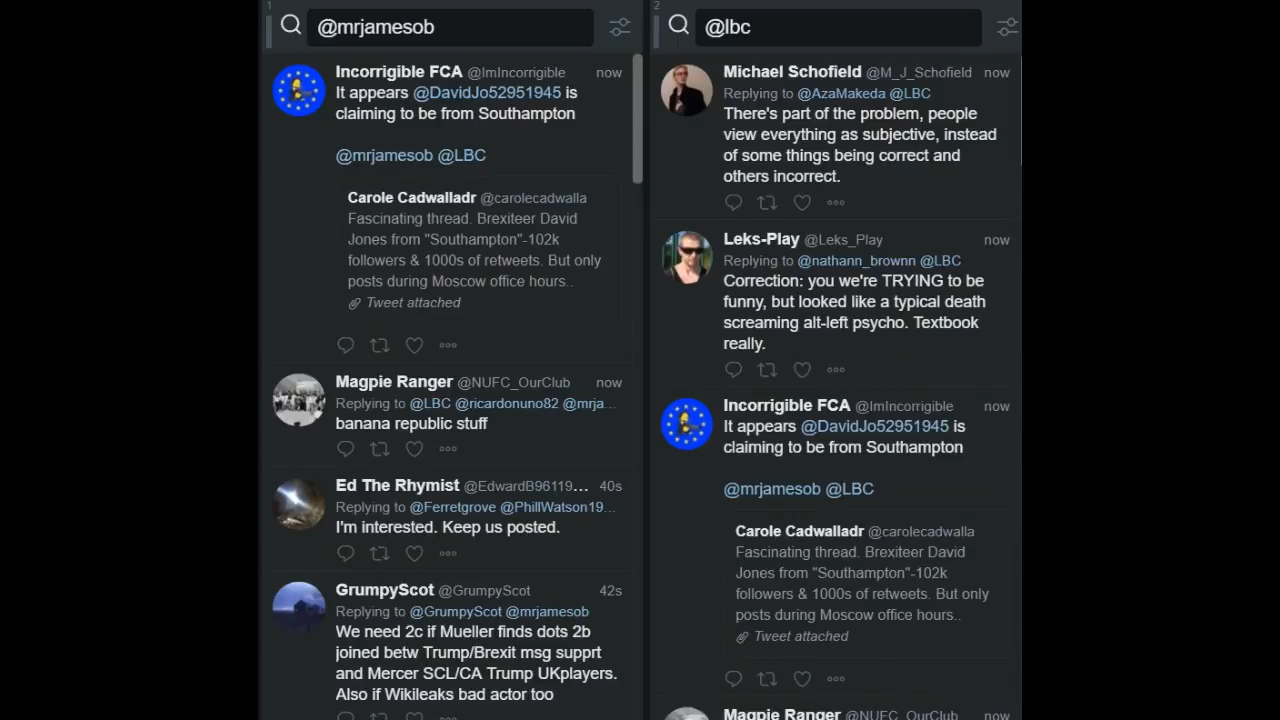 1
@mrjamesob
Incorrigible FCA @ImIncorrigible now
It appears @DavidJo52951945 is
claiming to be from Southampton
@mrjamesob @LBC
Carole Cadwalladr @carolecadwalla
Fascinating thread. Brexiteer David
Jones from "Southampton"-102k
followers & 1000s of retweets. But only
posts during Moscow office hours..
Tweet attached
Magpie Ranger @NUFC_OurClub now
Replying to @LBC @ricardonuno82 @mrja...
banana republic stuff
Ed The Rhymist @EdwardB96119... 40s
Replying to @Ferretgrove @PhillWatson19...
I'm interested. Keep us posted.
GrumpyScot @GrumpyScot 42s
Replying to @GrumpyScot @mrjamesob
We need 2c if Mueller finds dots 2b
joined betw Trump/Brexit msg supprt
and Mercer SCL/CA Trump UKplayers.
Also if Wikileaks bad actor too
2
@lbc
Michael Schofield @M_J_Schofield now
Replying to @AzaMakeda @LBC
There's part of the problem, people
view everything as subjective, instead
of some things being correct and
others incorrect.
Leks-Play @Leks_Play now
Replying to @nathann_brownn @LBC
Correction: you we're TRYING to be
funny, but looked like a typical death
screaming alt-left psycho. Textbook
really.
Incorrigible FCA @ImIncorrigible now
It appears @DavidJo52951945 is
claiming to be from Southampton
@mrjamesob @LBC
Carole Cadwalladr @carolecadwalla
Fascinating thread. Brexiteer David
Jones from "Southampton"-102k
followers & 1000s of retweets. But only
posts during Moscow office hours..
Tweet attached
Magpie Ranger @NUFC_OurClub now